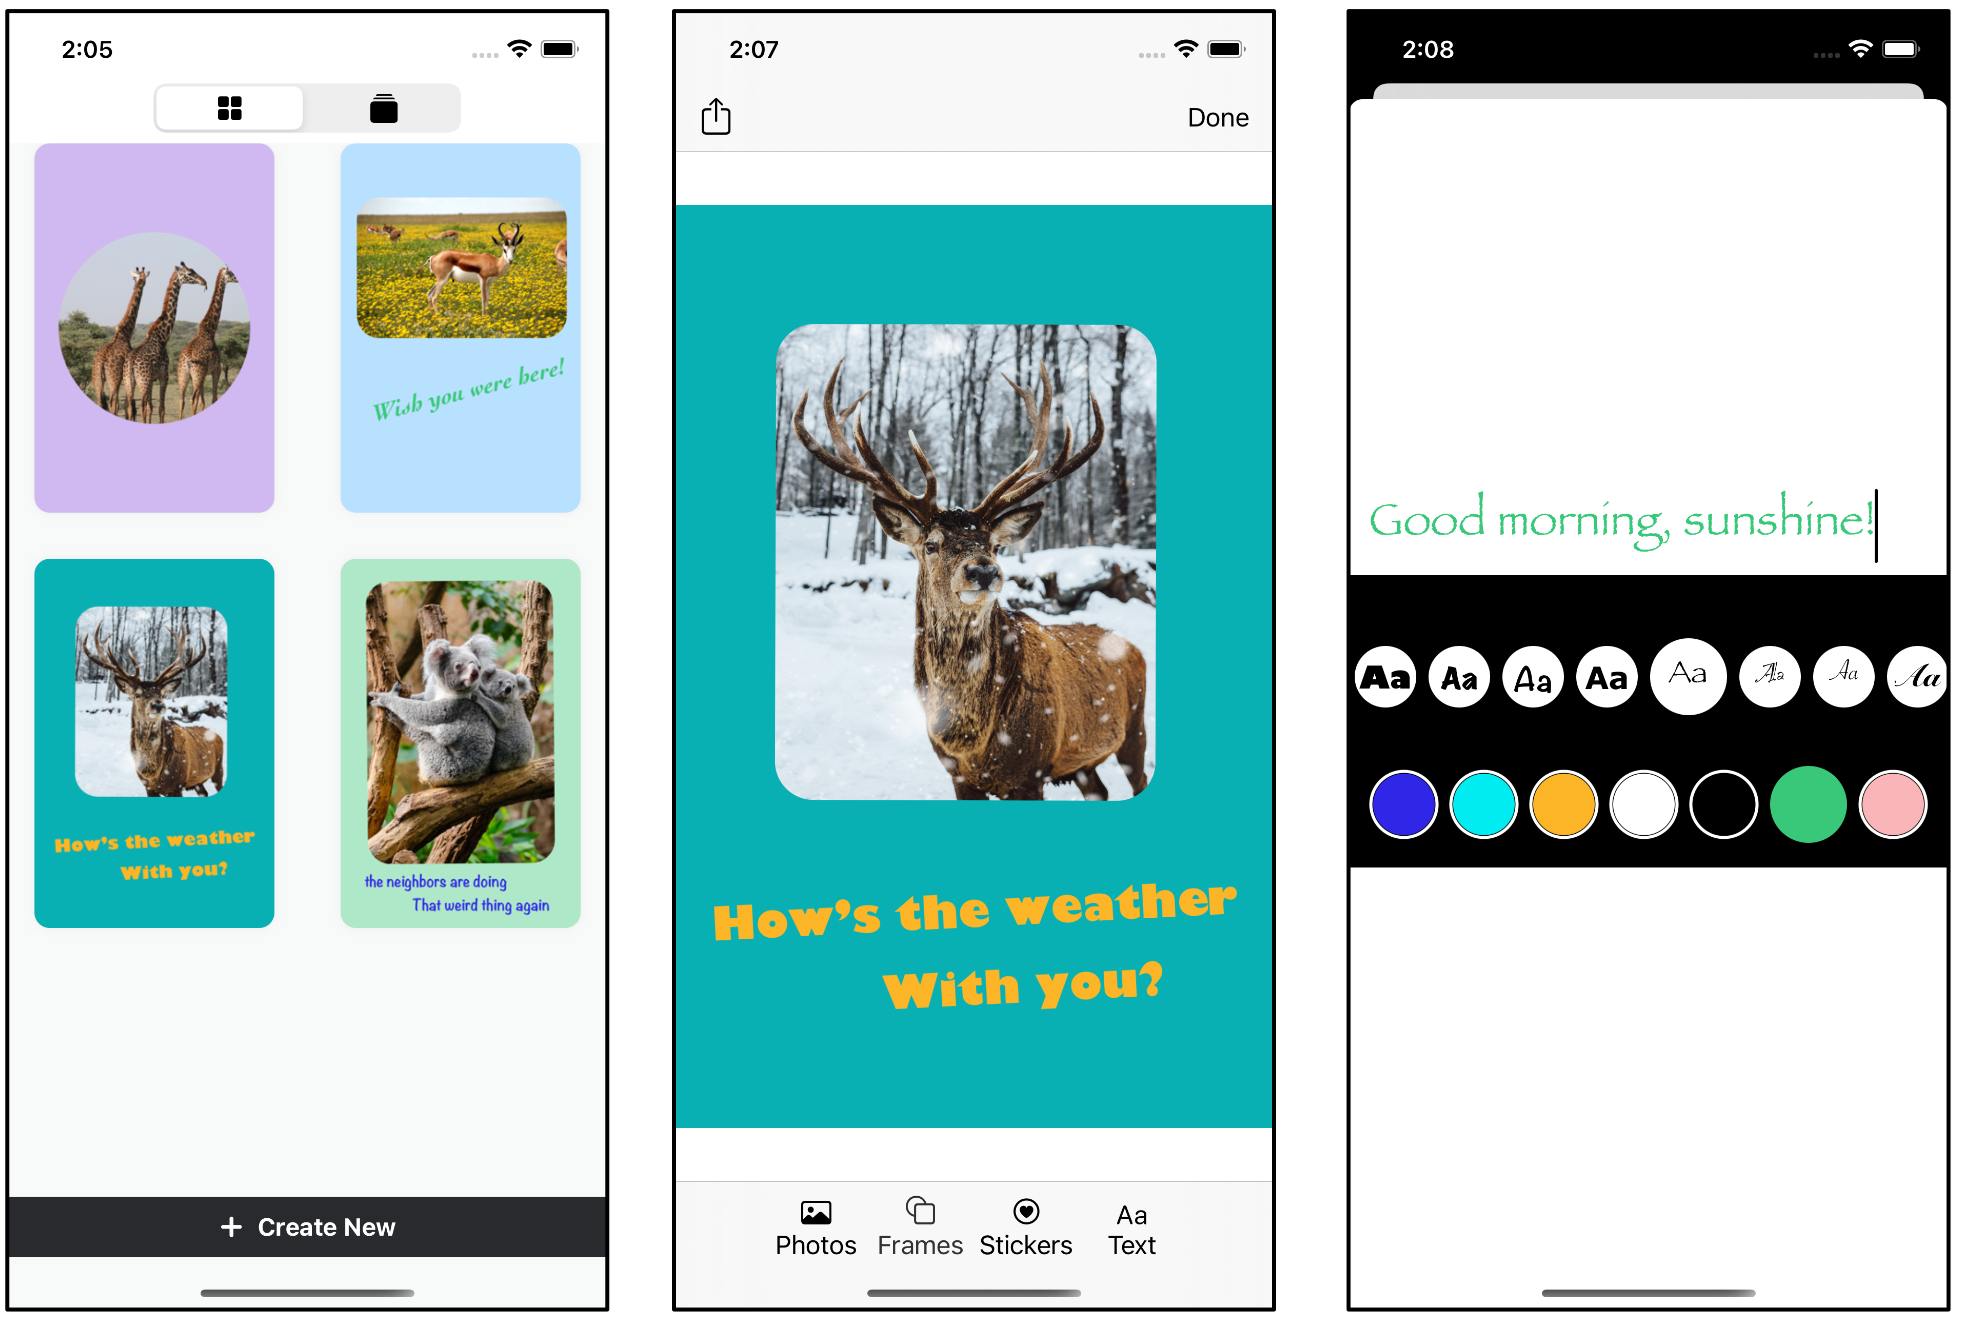 2:05
Wish you were here!
How's the weather
With you?
the neighbors are doing
That weird thing again
Create New
2:07
Done
How's the weather
With you?
Photos
Frames
Stickers
Aa
Text
2:08
Good morning, sunshine!
Aa Aa Aa Aa Aa Aa Aa Aa